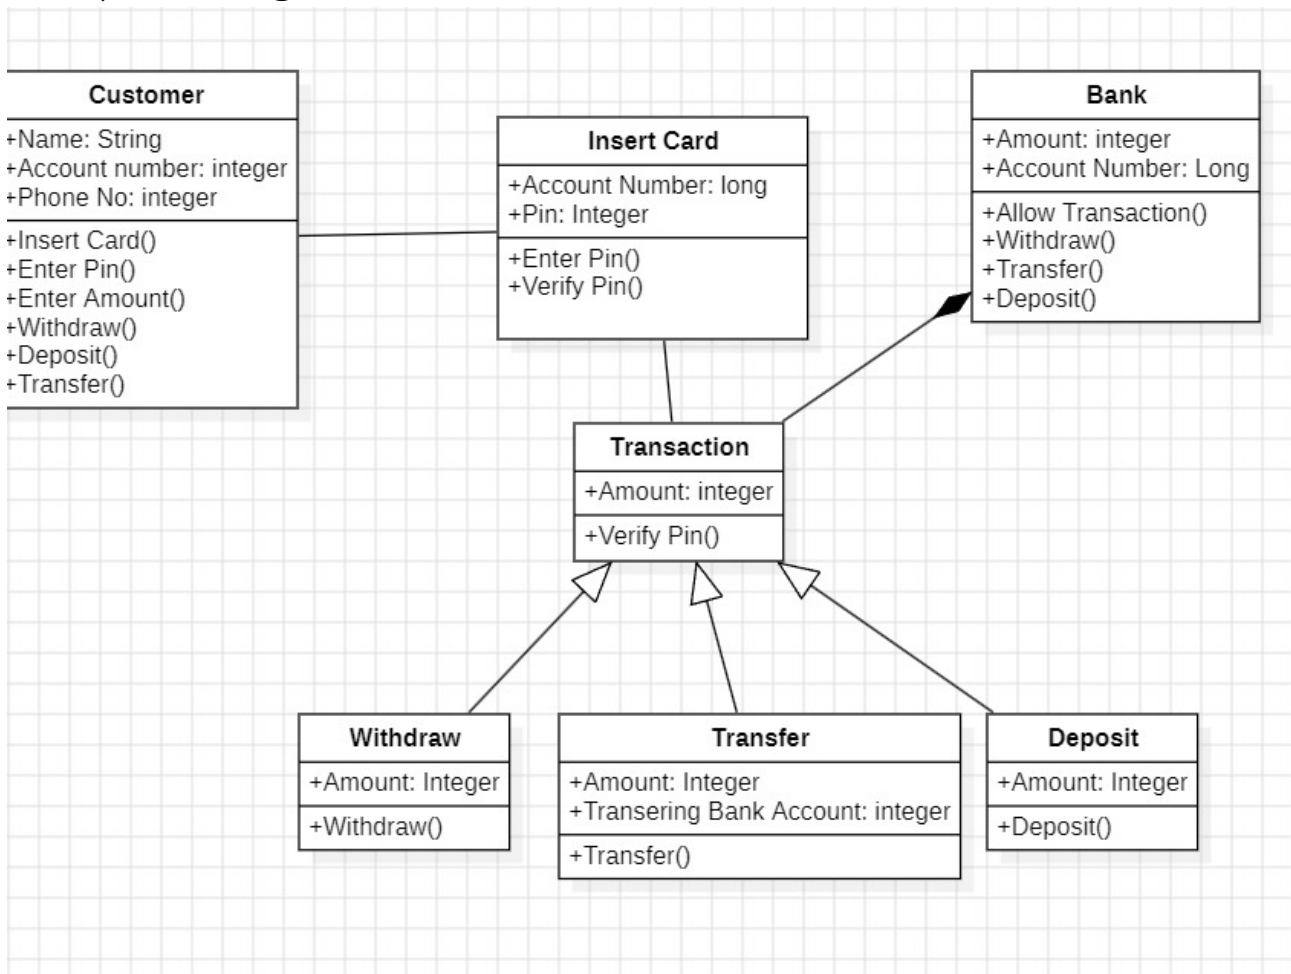 Customer
+Name: String
+Account number: integer
+Phone No: integer
+Insert Card()
+Enter Pin()
+Enter Amount()
+Withdraw()
+Deposit()
+Transfer()
Insert Card
+Account Number: long
+Pin: Integer
+Enter Pin()
+Verify Pin()
Bank
+Amount: integer
+Account Number: Long
+Allow Transaction()
+Withdraw()
+Transfer()
+Deposit()
Transaction
+Amount: integer
+Verify Pin()
Withdraw
+Amount: Integer
+Withdraw()
Transfer
+Amount: Integer
+Transering Bank Account: integer
+Transfer()
Deposit
+Amount: Integer
+Deposit()